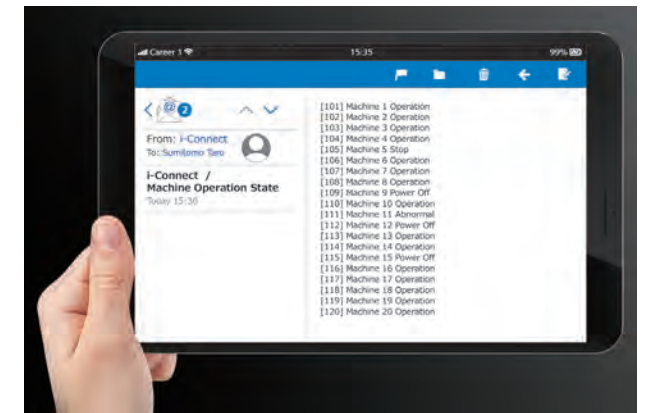 Career 1
15:35
99%
2
From: i-Connect
To: Sumitomo Taro
i-Connect /
Machine Operation State
Today 15:30
[101] Machine 1 Operation
[102] Machine 2 Operation
[103] Machine 3 Operation
[104] Machine 4 Operation
[105] Machine 5 Stop
[106] Machine 6 Operation
[107] Machine 7 Operation
[108] Machine 8 Operation
[109] Machine 9 Power Off
[110] Machine 10 Operation
[111] Machine 11 Abnormal
[112] Machine 12 Power Off
[113] Machine 13 Operation
[114] Machine 14 Operation
[115] Machine 15 Power Off
[116] Machine 16 Operation
[117] Machine 17 Operation
[118] Machine 18 Operation
[119] Machine 19 Operation
[120] Machine 20 Operation